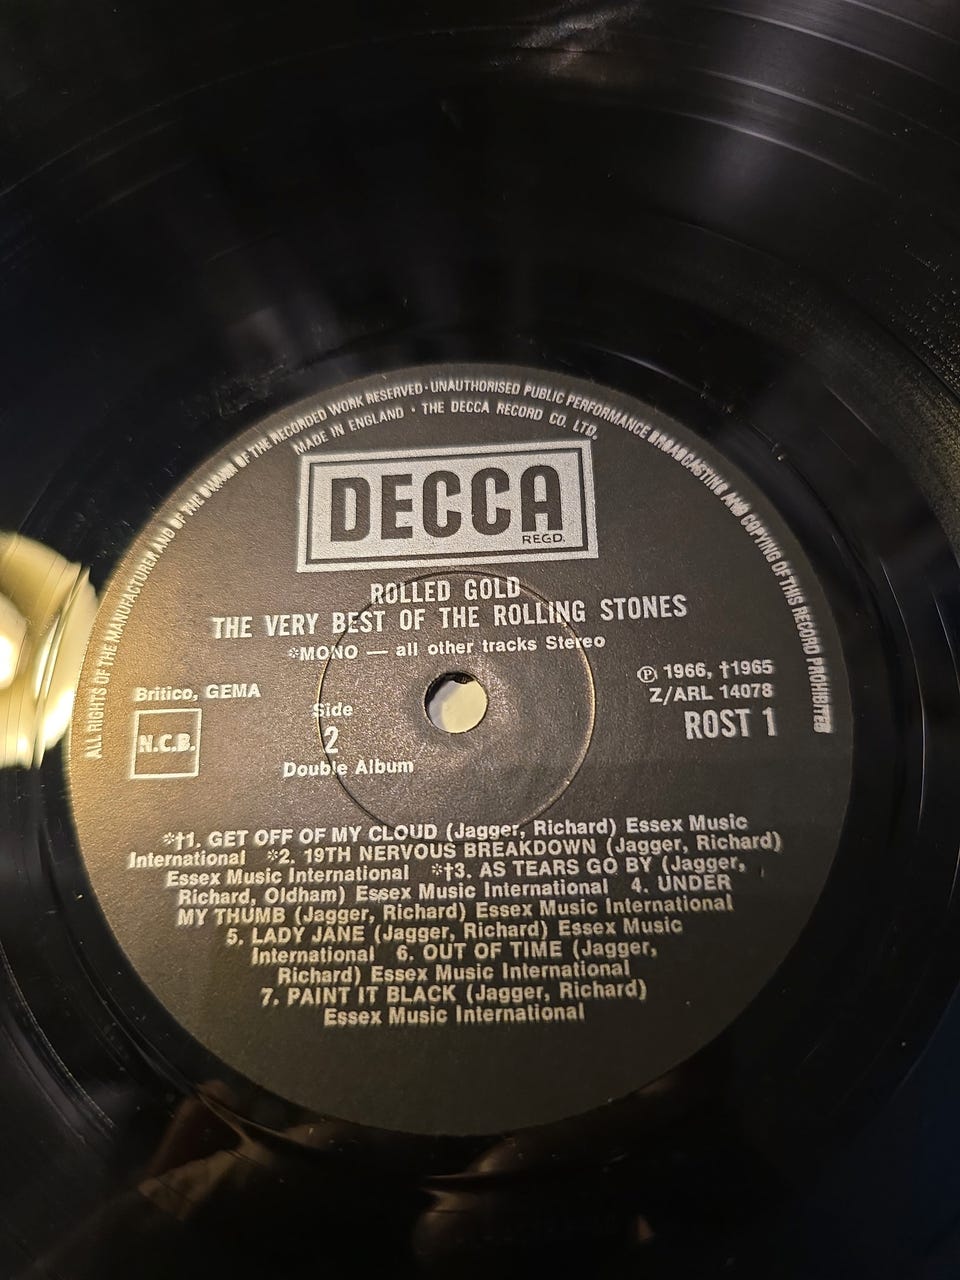 ALL RIGHTS OF THE MANUFACTURER AND OF THE OWNER OF THE RECORDED WORK RESERVED · UNAUTHORISED PUBLIC PERFORMANCE BROADCASTING AND COPYING OF THIS RECORD PROHIBITED
MADE IN ENGLAND · THE DECCA RECORD CO. LTD.
DECCA
REGD.
ROLLED GOLD
THE VERY BEST OF THE ROLLING STONES
*MONO — all other tracks Stereo
℗ 1966, †1965
Britico, GEMA
Z/ARL 14078
Side
ROST 1
N.C.B.
2
Double Album
*†1. GET OFF OF MY CLOUD (Jagger, Richard) Essex Music
International *2. 19TH NERVOUS BREAKDOWN (Jagger, Richard)
Essex Music International *†3. AS TEARS GO BY (Jagger,
Richard, Oldham) Essex Music International 4. UNDER
MY THUMB (Jagger, Richard) Essex Music International
5. LADY JANE (Jagger, Richard) Essex Music
International 6. OUT OF TIME (Jagger,
Richard) Essex Music International
7. PAINT IT BLACK (Jagger, Richard)
Essex Music International